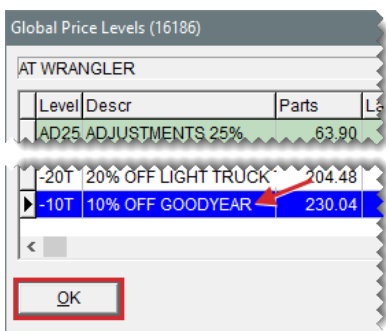 Global Price Levels (16186)
AT WRANGLER
Level Descr Parts
AD25 ADJUSTMENTS 25% 63.90
-20T 20% OFF LIGHT TRUCK 204.48
-10T 10% OFF GOODYEAR 230.04
<
OK